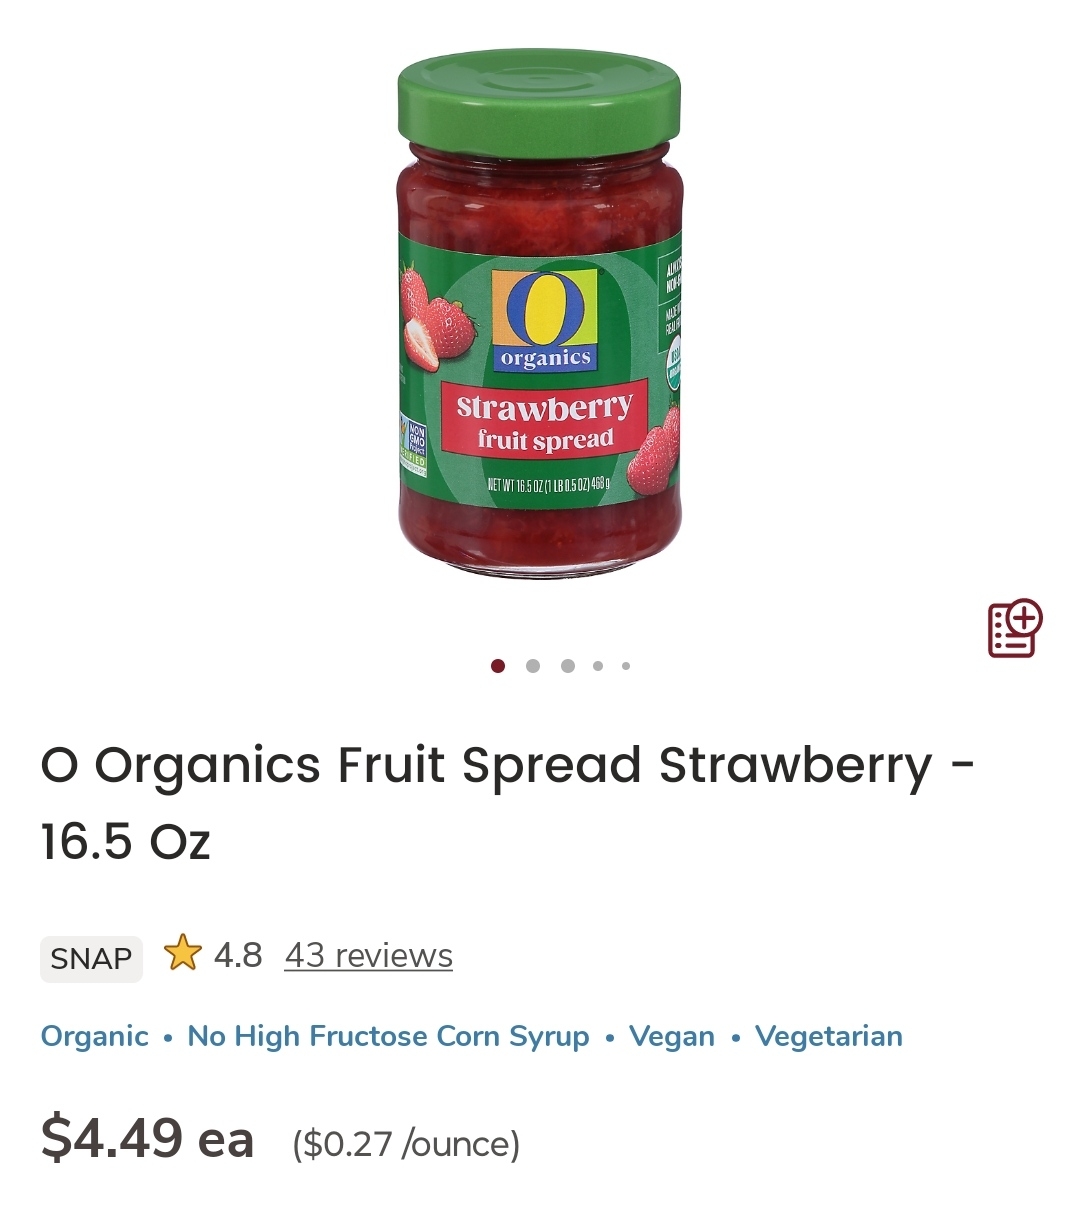 O
organics
strawberry
fruit spread
NET WT 16.5 OZ (1 LB 0.5 OZ) 468 g
NON
GMO
O Organics Fruit Spread Strawberry -
16.5 Oz
SNAP 4.8 43 reviews
Organic • No High Fructose Corn Syrup • Vegan • Vegetarian
$4.49 ea ($0.27 /ounce)